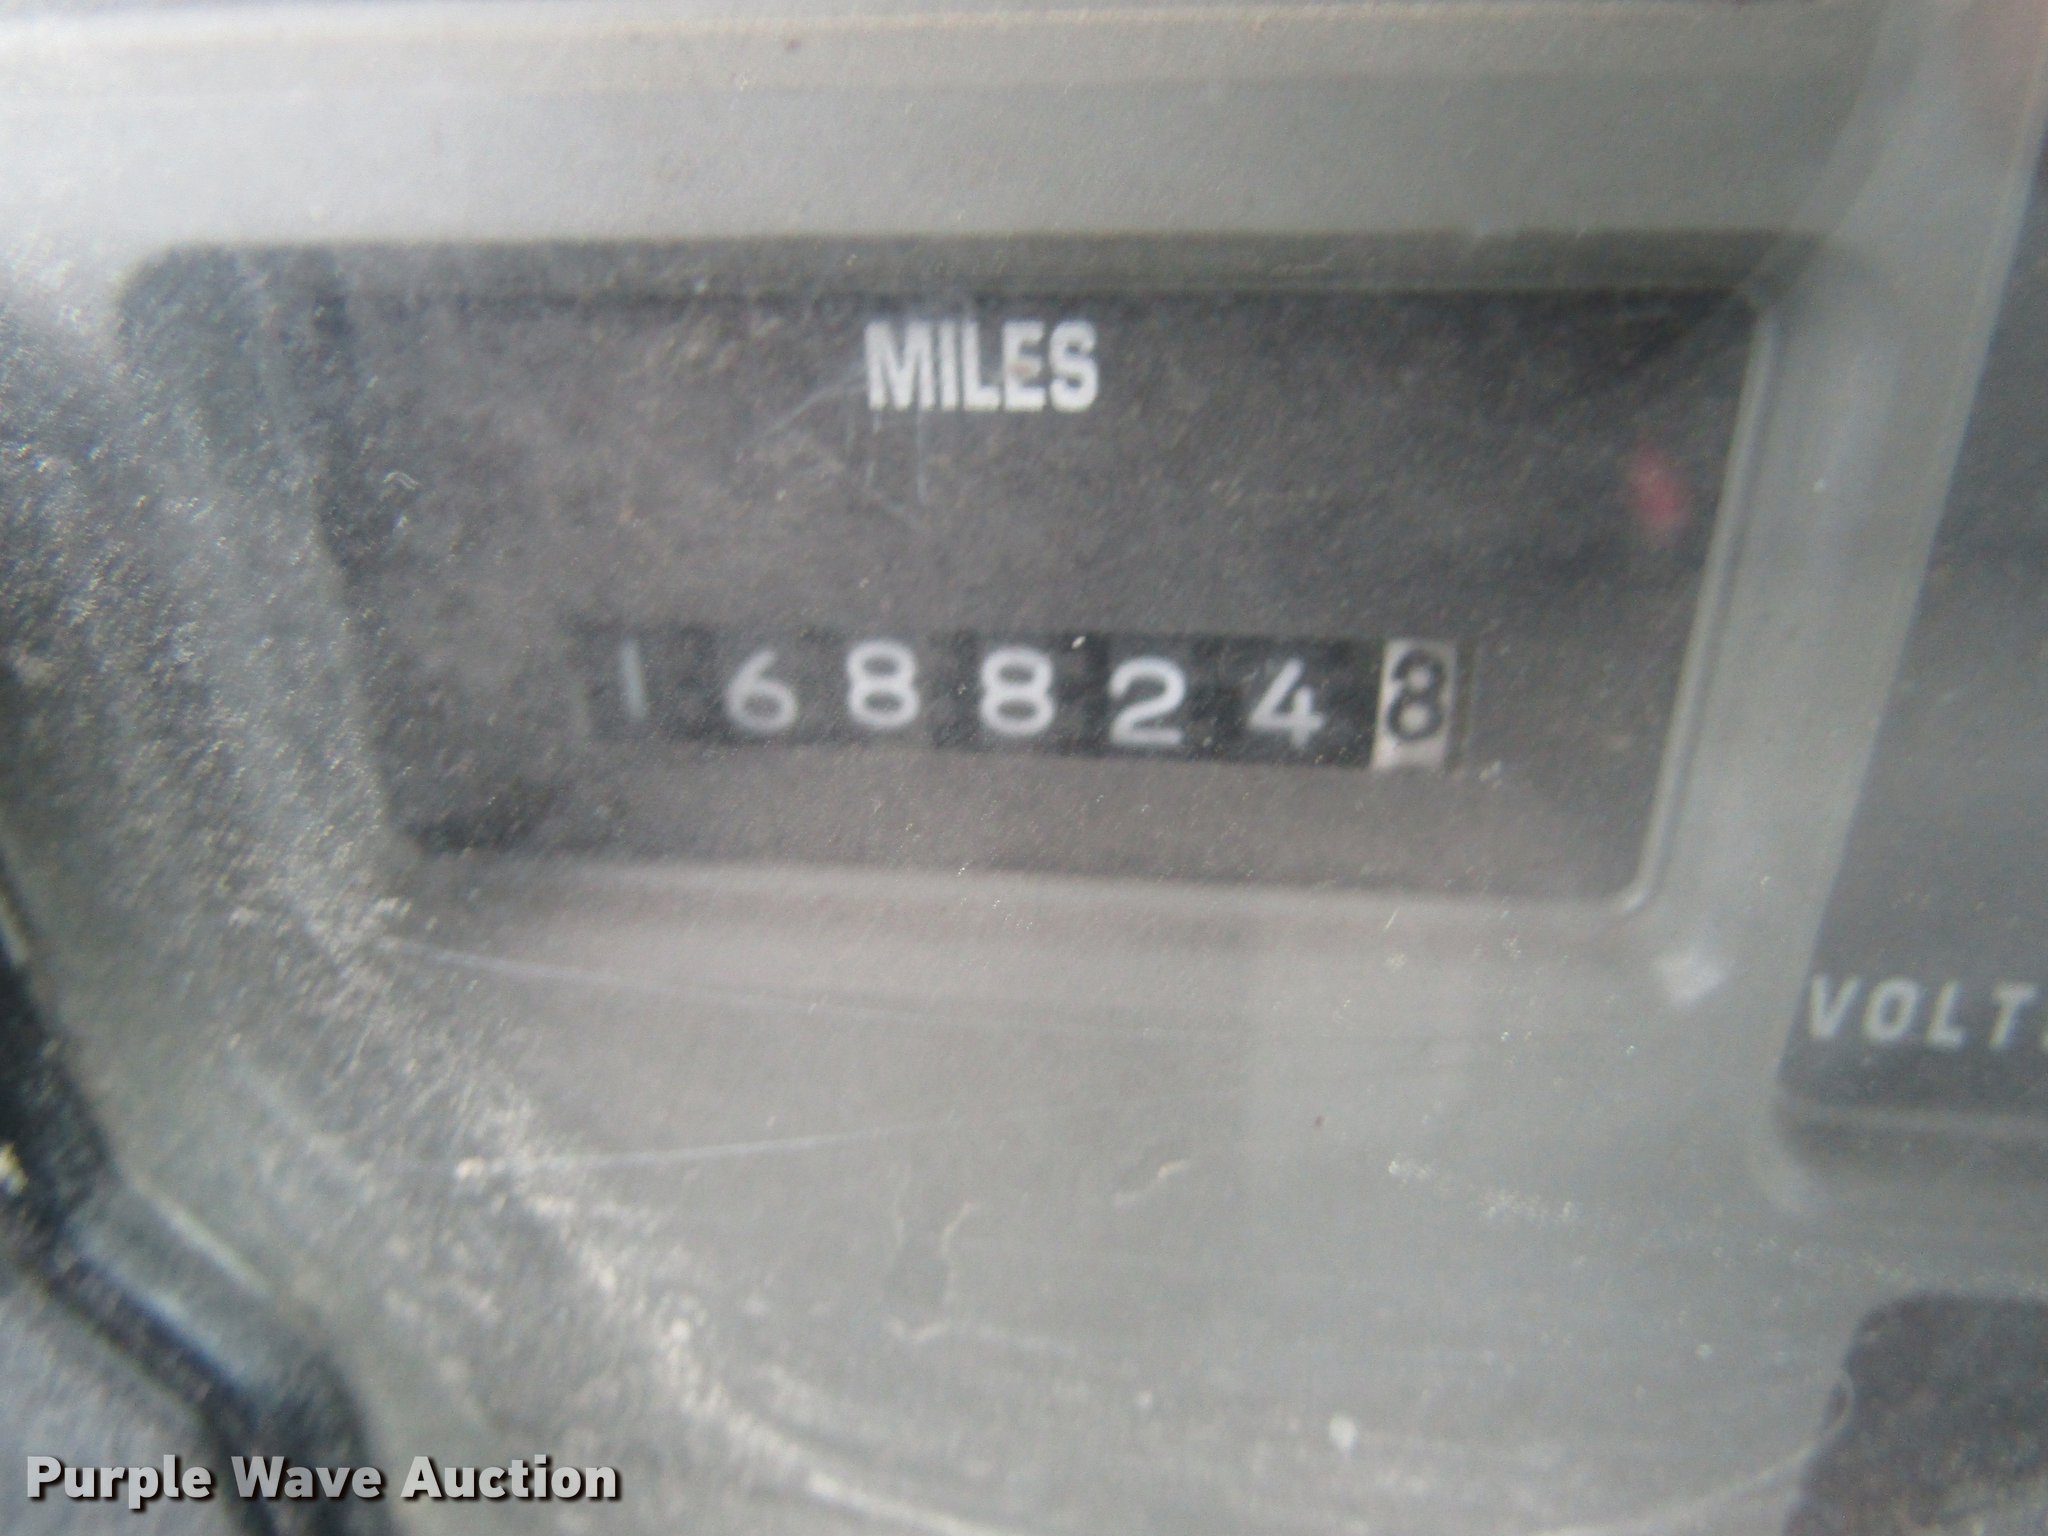 MILES
1688248
VOLT
Purple Wave Auction